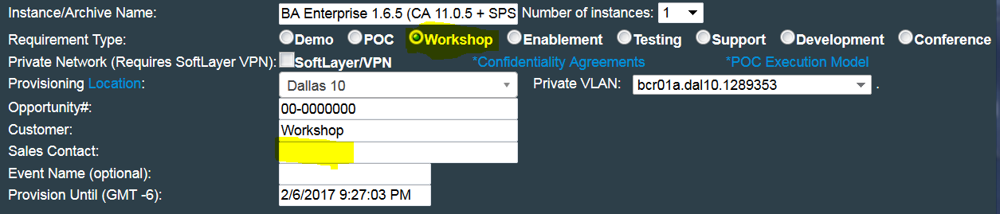 Instance/Archive Name: BA Enterprise 1.6.5 (CA 11.0.5 + SPS Number of instances: 1
Requirement Type: Demo POC Workshop Enablement Testing Support Development Conference
Private Network (Requires SoftLayer VPN): SoftLayer/VPN *Confidentiality Agreements *POC Execution Model
Provisioning Location: Dallas 10 Private VLAN: bcr01a.dal10.1289353 .
Opportunity#: 00-0000000
Customer: Workshop
Sales Contact:
Event Name (optional):
Provision Until (GMT -6): 2/6/2017 9:27:03 PM